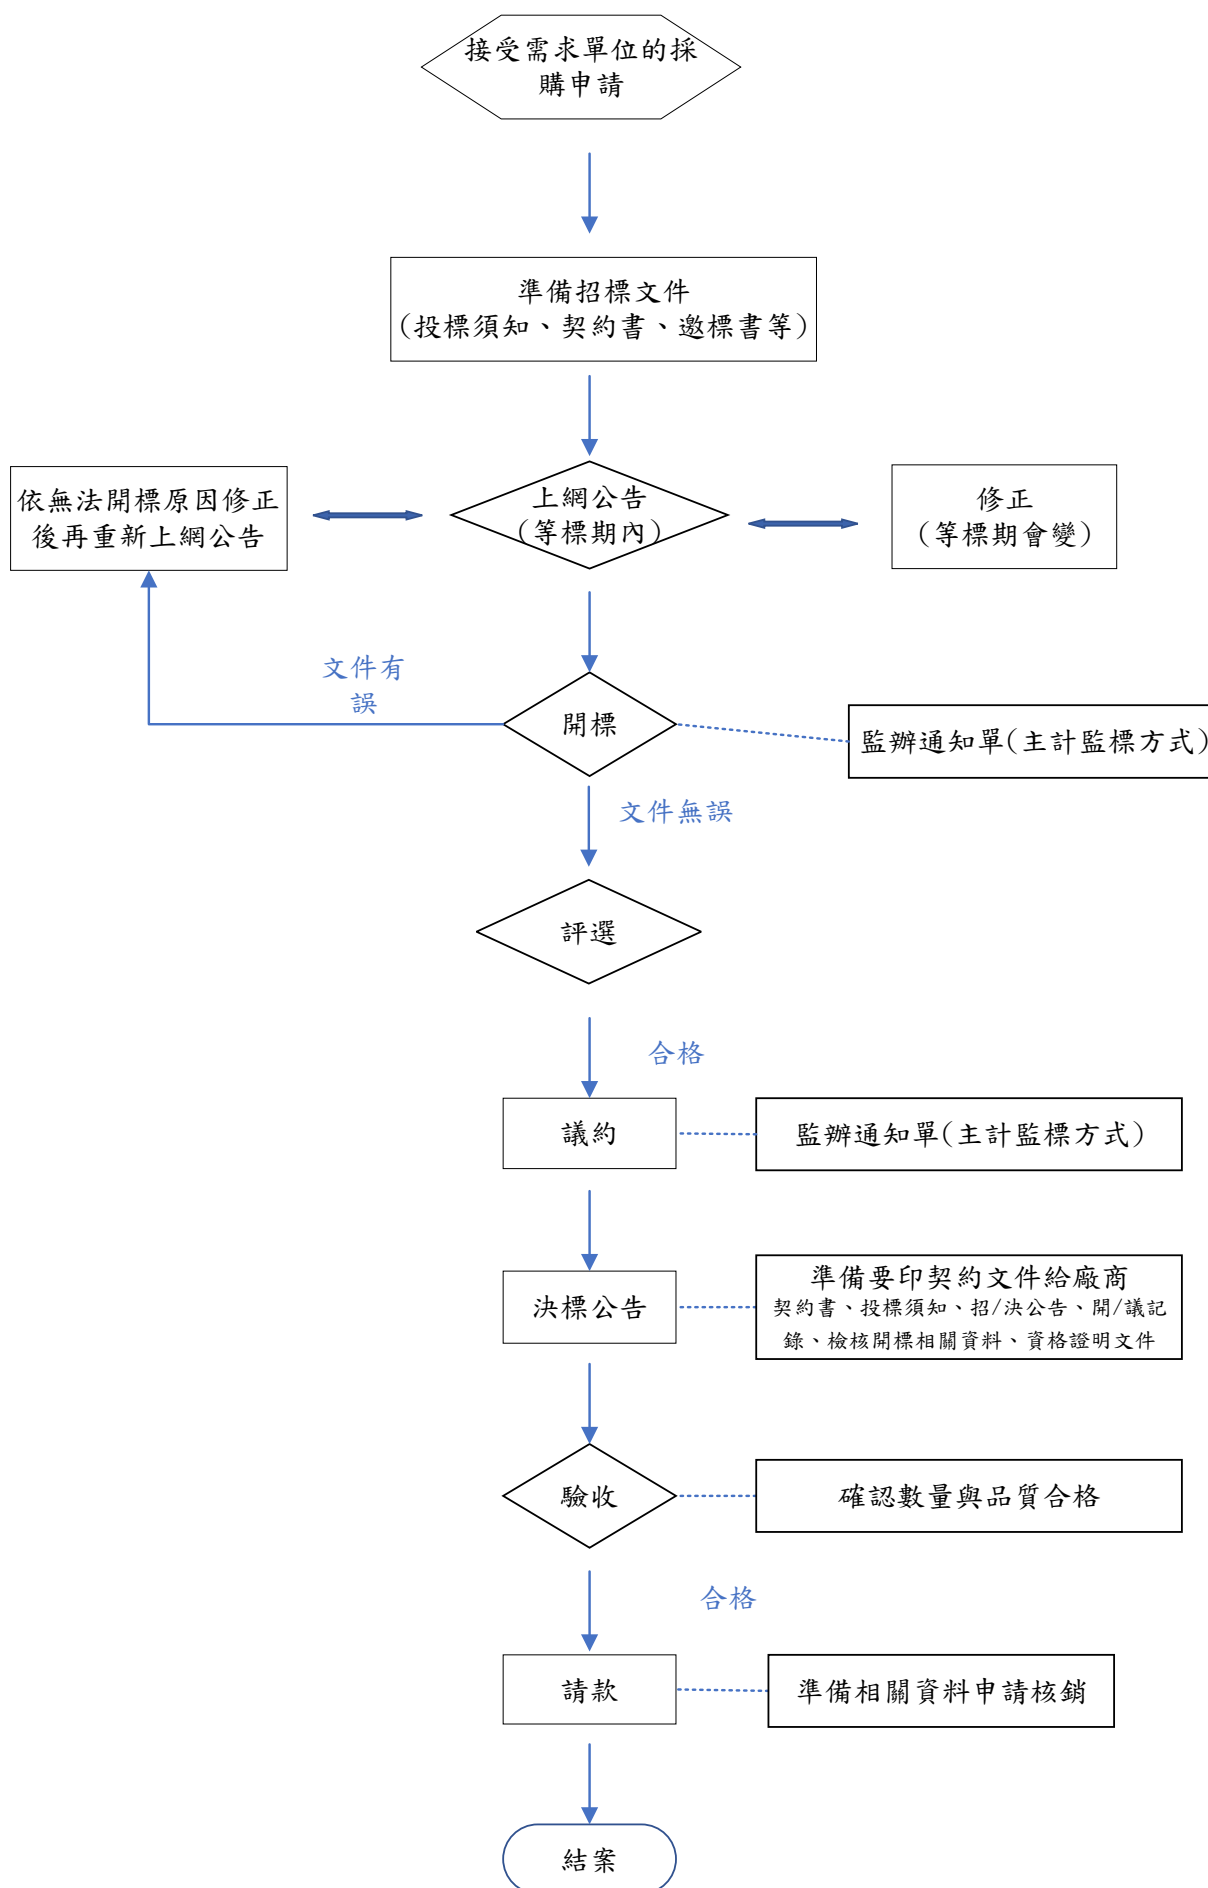 接受需求單位的採
購申請
準備招標文件
(投標須知、契約書、邀標書等)
依無法開標原因修正
後再重新上網公告
上網公告
(等標期內)
修正
(等標期會變)
文件有
誤
開標
監辦通知單(主計監標方式)
文件無誤
評選
合格
議約
監辦通知單(主計監標方式)
決標公告
準備要印契約文件給廠商
契約書、投標須知、招/決公告、開/議記
錄、檢核開標相關資料、資格證明文件
驗收
確認數量與品質合格
合格
請款
準備相關資料申請核銷
結案